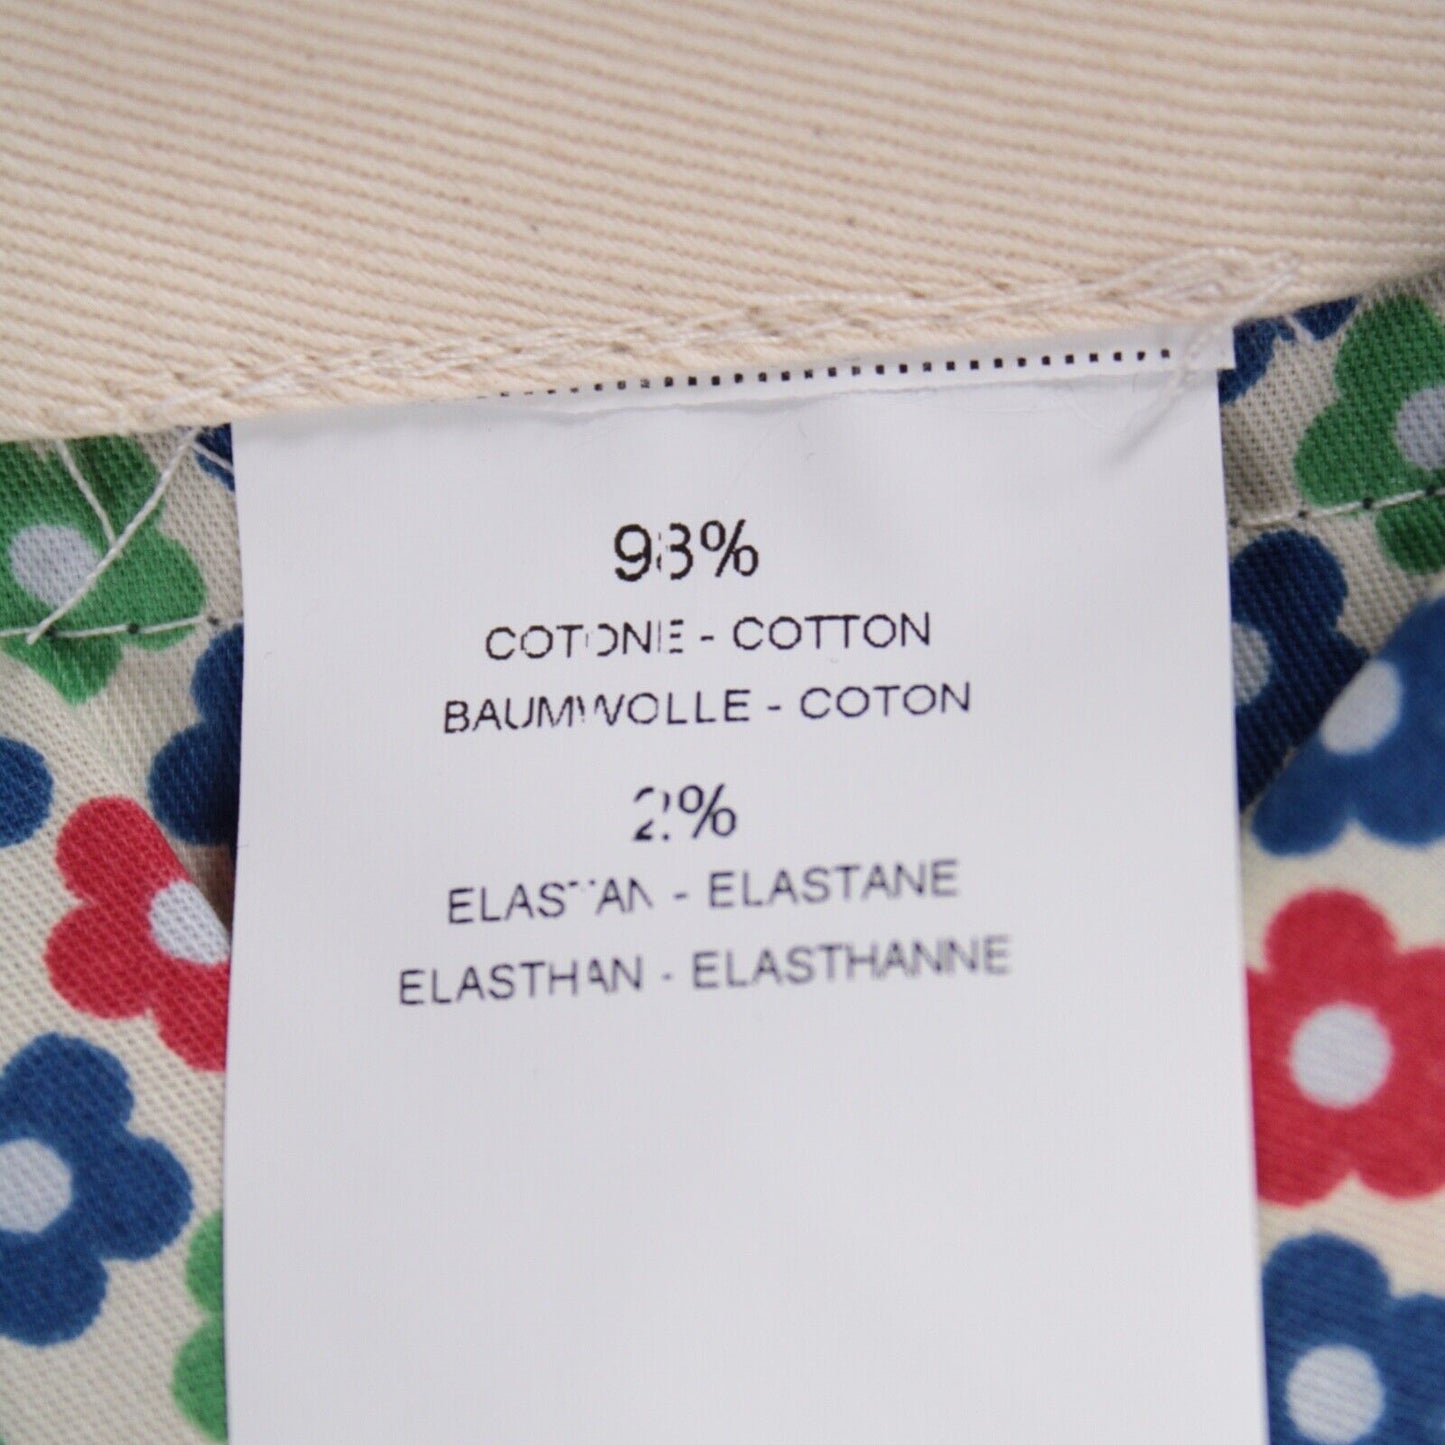 98%
COTONE - COTTON
BAUMWOLLE - COTON
2%
ELASTAN - ELASTANE
ELASTHAN - ELASTHANNE